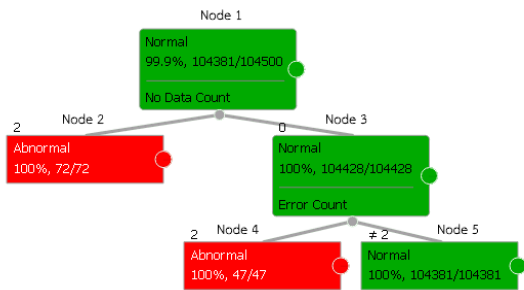 Node 1
Normal
99.9%, 104381/104500
No Data Count
2
Node 2
Abnormal
100%, 72/72
0
Node 3
Normal
100%, 104428/104428
Error Count
2
Node 4
Abnormal
100%, 47/47
≠ 2
Node 5
Normal
100%, 104381/104381